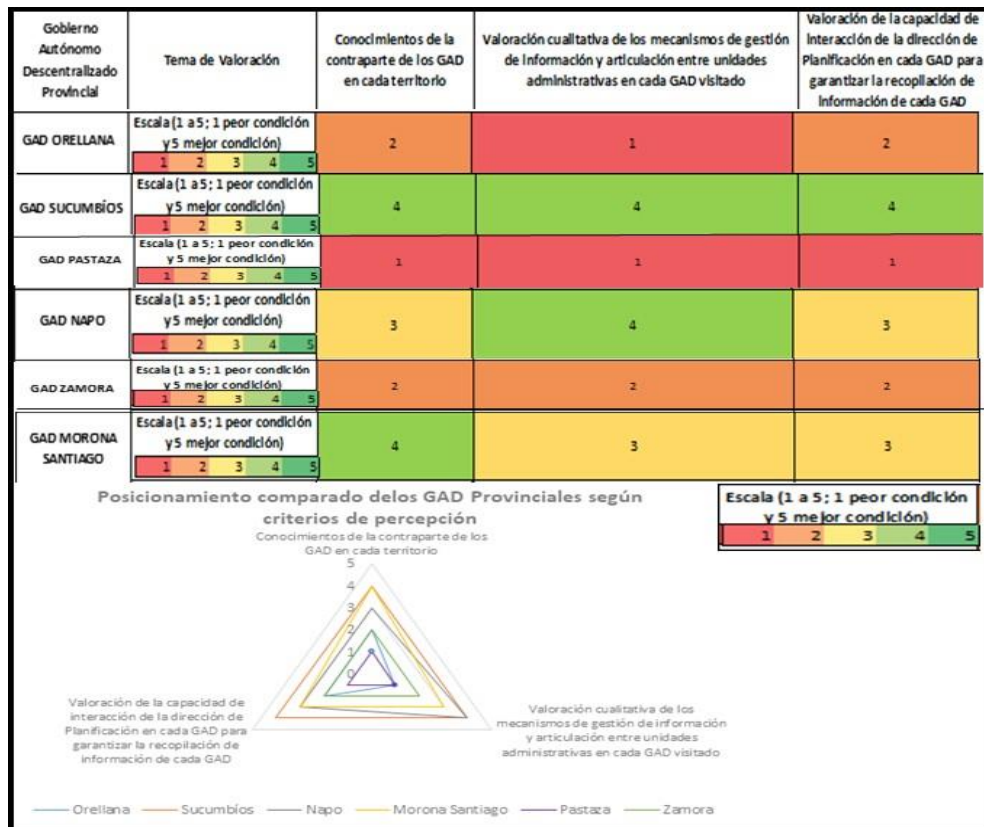 Gobierno
Autónomo
Descentralizado
Provincial
Tema de Valoración
Conocimientos de la
contraparte de los GAD
en cada territorio
Valoración cualitativa de los mecanismos de gestión
de información y articulación entre unidades
administrativas en cada GAD visitado
Valoración de la capacidad de
interacción de la dirección de
Planificación en cada GAD para
garantizar la recopilación de
información de cada GAD
GAD ORELLANA
Escala (1 a 5; 1 peor condición
y 5 mejor condición)
1 2 3 4 5
2
1
2
GAD SUCUMBÍOS
Escala (1 a 5; 1 peor condición
y 5 mejor condición)
1 2 3 4 5
4
4
4
GAD PASTAZA
Escala (1 a 5; 1 peor condición
y 5 mejor condición)
1 2 3 4 5
1
1
1
GAD NAPO
Escala (1 a 5; 1 peor condición
y 5 mejor condición)
1 2 3 4 5
3
4
3
GAD ZAMORA
Escala (1 a 5; 1 peor condición
y 5 mejor condición)
1 2 3 4 5
2
2
2
GAD MORONA
SANTIAGO
Escala (1 a 5; 1 peor condición
y 5 mejor condición)
1 2 3 4 5
4
3
3
Posicionamiento comparado delos GAD Provinciales según
criterios de percepción
Escala (1 a 5; 1 peor condición
y 5 mejor condición)
1 2 3 4 5
Conocimientos de la contraparte de los
GAD en cada territorio
5
4
3
2
1
0
Valoración de la capacidad de
interacción de la dirección de
Planificación en cada GAD para
garantizar la recopilación de
información de cada GAD
Valoración cualitativa de los
mecanismos de gestión de información
y articulación entre unidades
administrativas en cada GAD visitado
Orellana Sucumbíos Napo Morona Santiago Pastaza Zamora